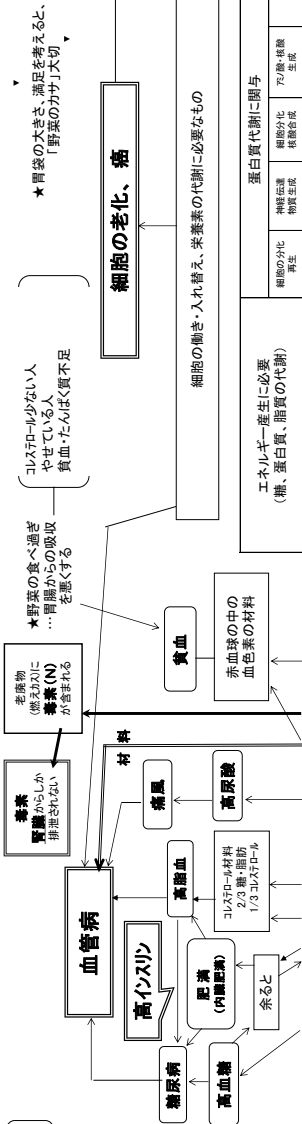 ★胃袋の大きさ、満足を考えると、
「野菜のカサ」大切
コレステロール少ない人
やせている人
貧血・たんぱく質不足
★野菜の食べ過ぎ
…胃腸からの吸収
を悪くする
老廃物
(燃えカス)に
毒素(N)
が含まれる
毒素
腎臓からしか
排泄されない
細胞の老化、癌
血管病
材料
高インスリン
貧血
痛風
高脂血
糖尿病
肥満
(内臓肥満)
高血糖
余ると
高尿酸
コレステロール材料
2/3 糖・脂肪
1/3 コレステロール
赤血球の中の
血色素の材料
細胞の働き・入れ替え、栄養素の代謝に必要なもの
エネルギー産生に必要
(糖、蛋白質、脂質の代謝)
蛋白質代謝に関与
細胞の分化
再生
神経伝達
物質生成
細胞分化
核酸合成
アミノ酸・核酸
生成